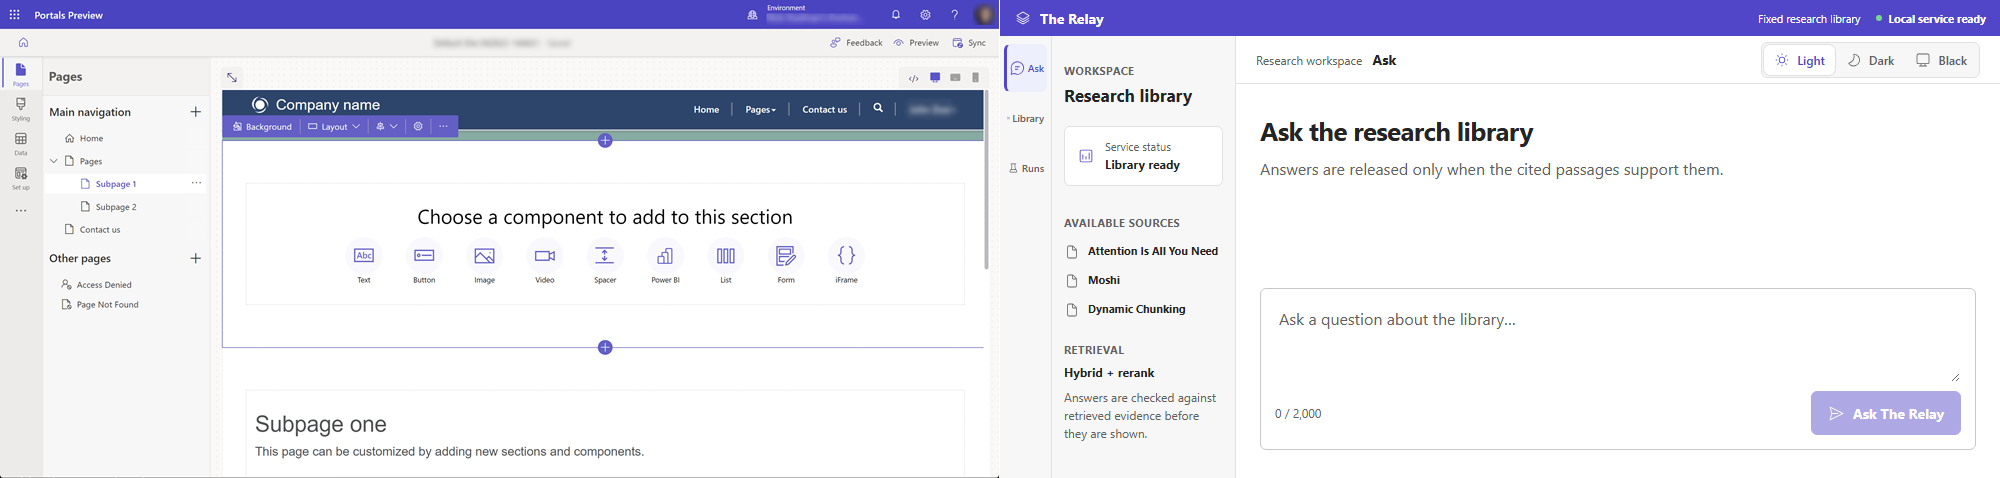 Portals Preview
Environment
Feedback
Preview
Sync
Pages
Styling
Data
Set up
Pages
Main navigation
Home
Pages
Subpage 1
Subpage 2
Contact us
Other pages
Access Denied
Page Not Found
Company name
Home
Pages
Contact us
Background
Layout
Choose a component to add to this section
Abc
Text
Button
Image
Video
Spacer
Power BI
List
Form
iFrame
Subpage one
This page can be customized by adding new sections and components.
The Relay
Fixed research library
Local service ready
Ask
Library
Runs
WORKSPACE
Research library
Service status
Library ready
AVAILABLE SOURCES
Attention Is All You Need
Moshi
Dynamic Chunking
RETRIEVAL
Hybrid + rerank
Answers are checked against
retrieved evidence before
they are shown.
Research workspace Ask
Light
Dark
Black
Ask the research library
Answers are released only when the cited passages support them.
Ask a question about the library...
0 / 2,000
Ask The Relay